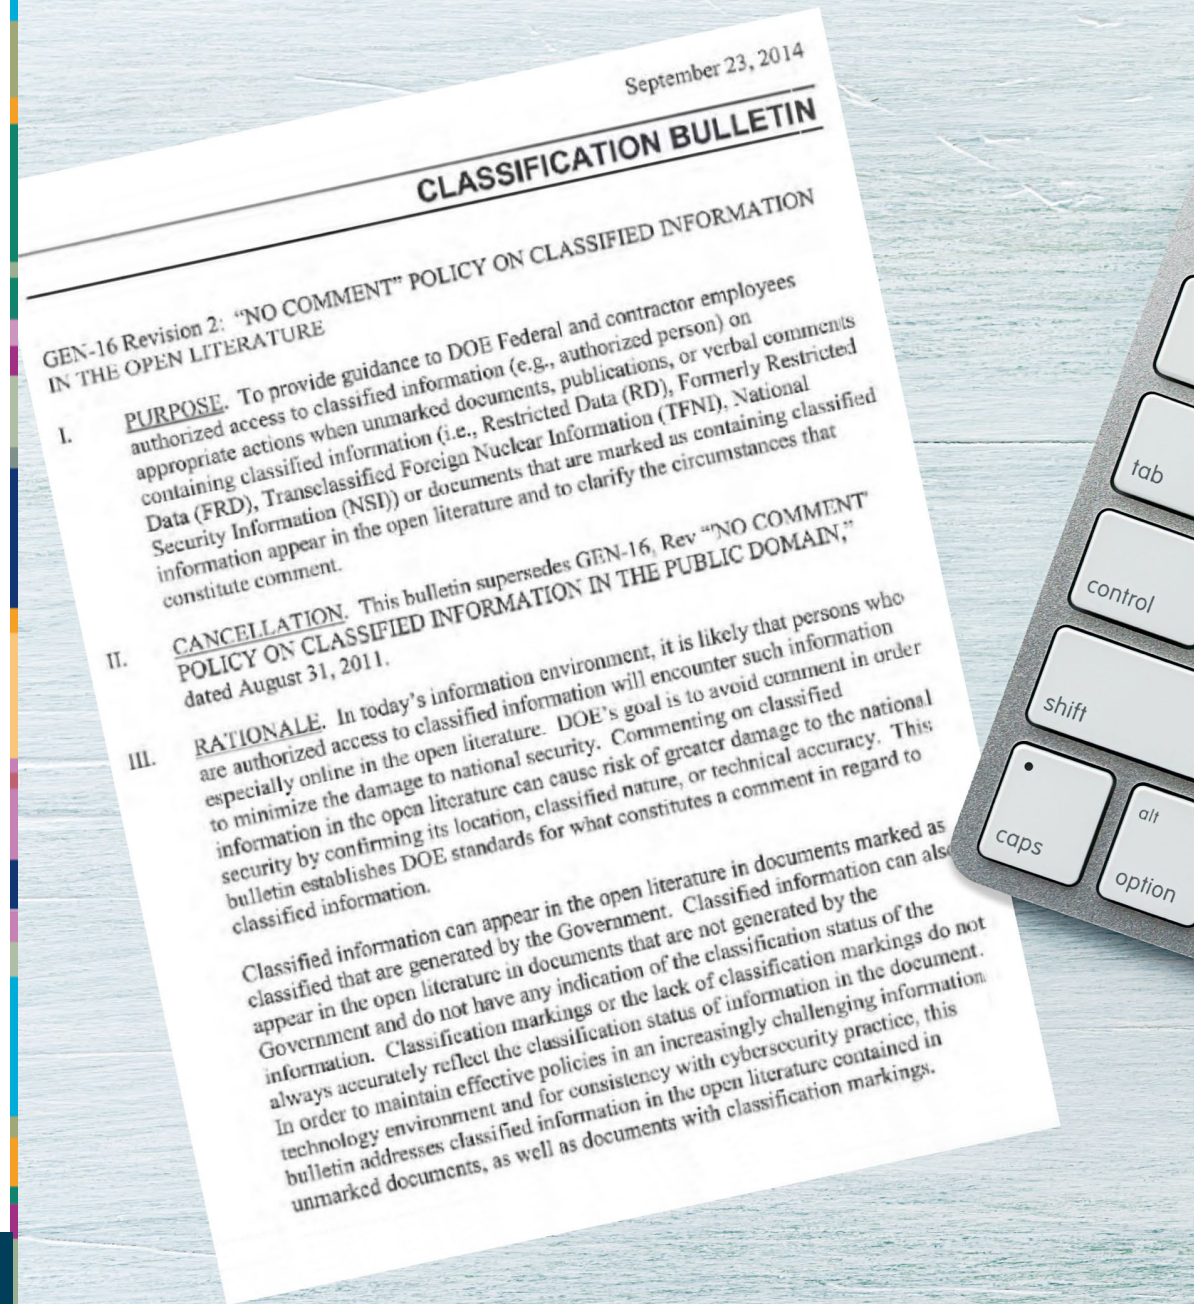 September 23, 2014
CLASSIFICATION BULLETIN
GEN-16 Revision 2: “NO COMMENT” POLICY ON CLASSIFIED INFORMATION
IN THE OPEN LITERATURE
I. PURPOSE. To provide guidance to DOE Federal and contractor employees
authorized access to classified information (e.g., authorized person) on
appropriate actions when unmarked documents, publications, or verbal comments
containing classified information (i.e., Restricted Data (RD), Formerly Restricted
Data (FRD), Transclassified Foreign Nuclear Information (TFNI), National
Security Information (NSI)) or documents that are marked as containing classified
information appear in the open literature and to clarify the circumstances that
constitute comment.
II. CANCELLATION. This bulletin supersedes GEN-16, Rev “"NO COMMENT'
POLICY ON CLASSIFIED INFORMATION IN THE PUBLIC DOMAIN,”
dated August 31, 2011.
III. RATIONALE. In today’s information environment, it is likely that persons who
are authorized access to classified information will encounter such information
especially online in the open literature. DOE’s goal is to avoid comment in order
to minimize the damage to national security. Commenting on classified
information in the open literature can cause risk of greater damage to the national
security by confirming its location, classified nature, or technical accuracy. This
bulletin establishes DOE standards for what constitutes a comment in regard to
classified information.
Classified information can appear in the open literature in documents marked as
classified that are generated by the Government. Classified information can also
appear in the open literature in documents that are not generated by the
Government and do not have any indication of the classification status of the
information. Classification markings or the lack of classification markings do not
always accurately reflect the classification status of information in the document.
In order to maintain effective policies in an increasingly challenging information
technology environment and for consistency with cybersecurity practice, this
bulletin addresses classified information in the open literature contained in
unmarked documents, as well as documents with classification markings.
tab
control
shift
caps
alt
option